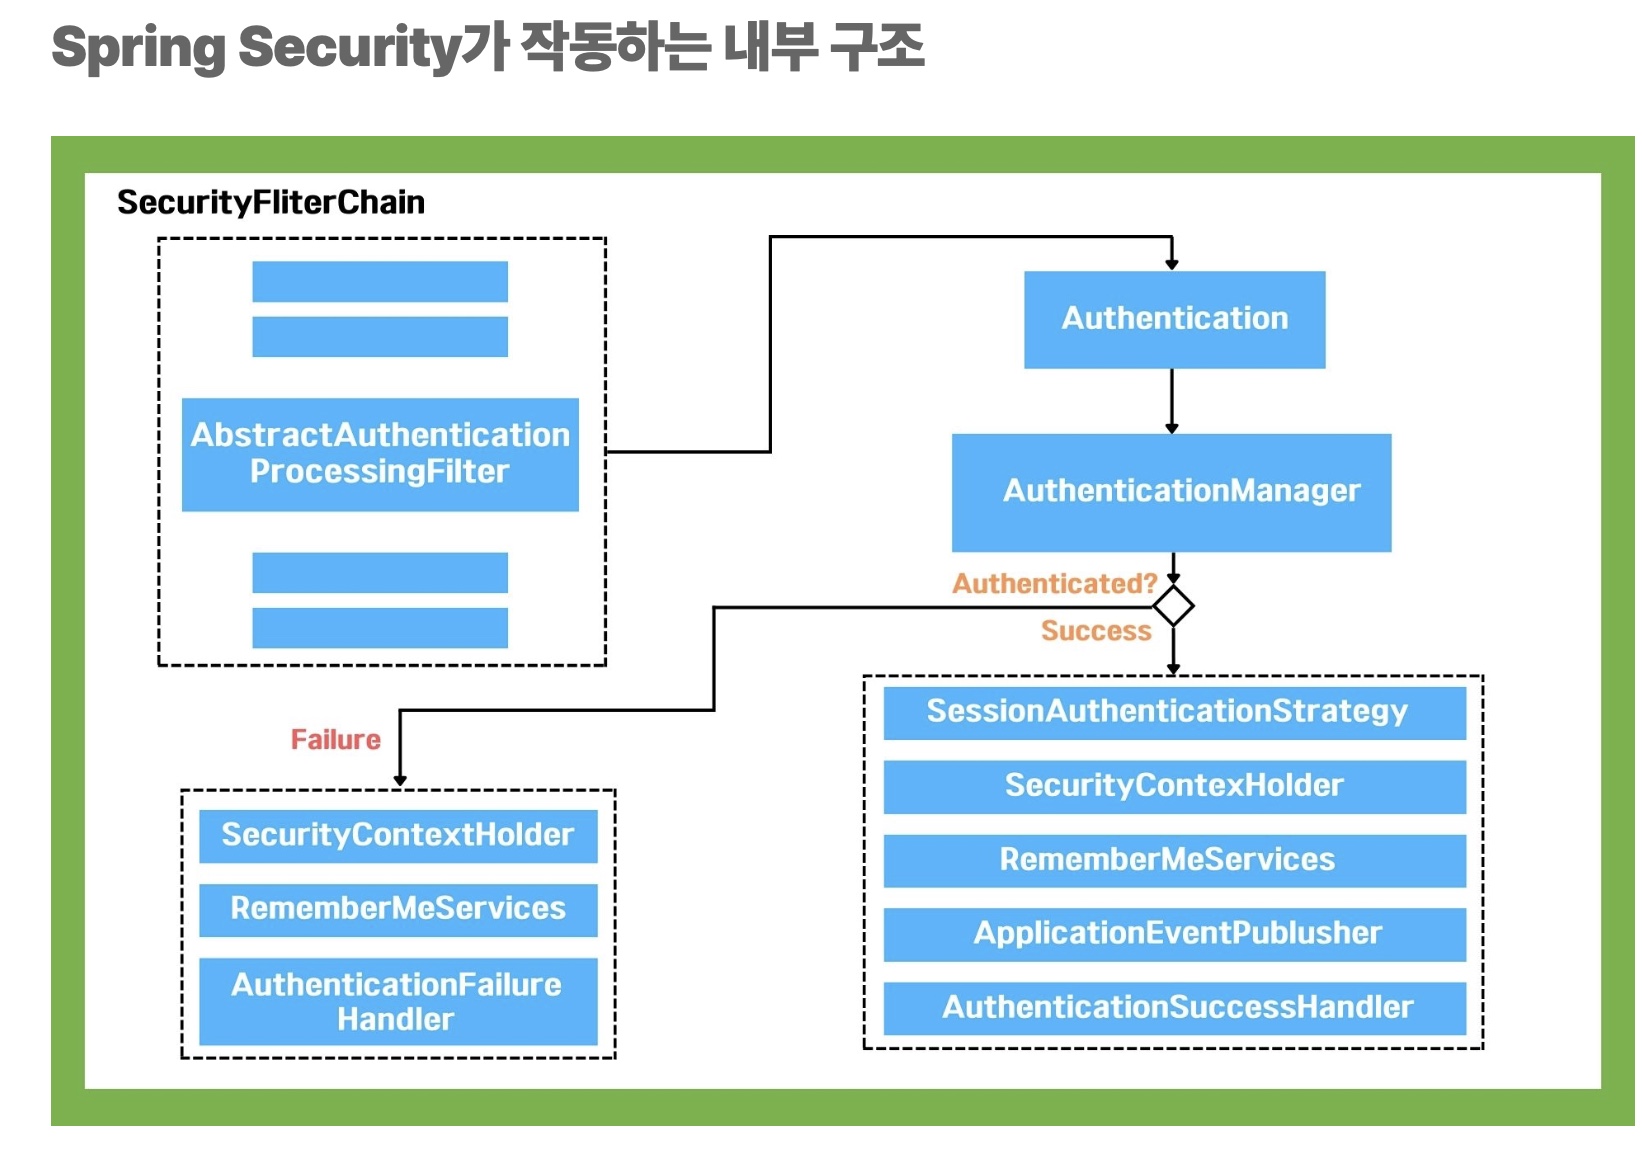 Spring Security가 작동하는 내부 구조
SecurityFliterChain
AbstractAuthentication
ProcessingFilter
Authentication
AuthenticationManager
Authenticated?
Success
Failure
SecurityContextHolder
RememberMeServices
AuthenticationFailure
Handler
SessionAuthenticationStrategy
SecurityContexHolder
RememberMeServices
ApplicationEventPublusher
AuthenticationSuccessHandler